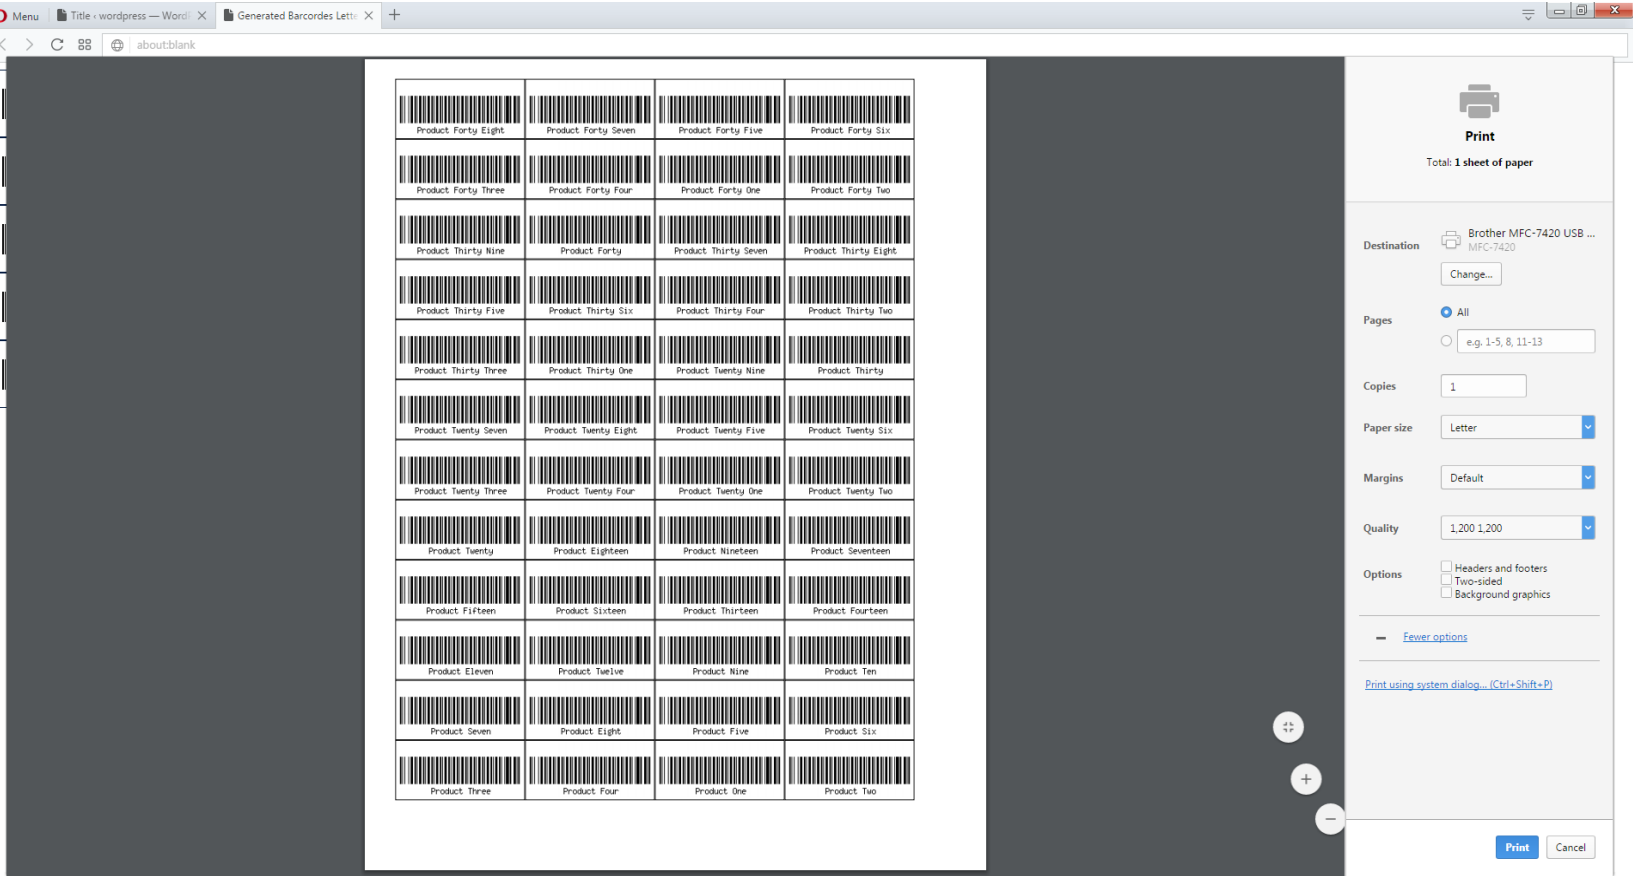 Menu
Title ‹ wordpress — WordP
Generated Barcordes Lette
about:blank
Product Forty Eight Product Forty Seven Product Forty Five Product Forty Six
Product Forty Three Product Forty Four Product Forty One Product Forty Two
Product Thirty Nine Product Forty Product Thirty Seven Product Thirty Eight
Product Thirty Five Product Thirty Six Product Thirty Four Product Thirty Two
Product Thirty Three Product Thirty One Product Twenty Nine Product Thirty
Product Twenty Seven Product Twenty Eight Product Twenty Five Product Twenty Six
Product Twenty Three Product Twenty Four Product Twenty One Product Twenty Two
Product Twenty Product Eighteen Product Nineteen Product Seventeen
Product Fifteen Product Sixteen Product Thirteen Product Fourteen
Product Eleven Product Twelve Product Nine Product Ten
Product Seven Product Eight Product Five Product Six
Product Three Product Four Product One Product Two
Print
Total: 1 sheet of paper
Destination
Brother MFC-7420 USB ...
MFC-7420
Change...
Pages
All
e.g. 1-5, 8, 11-13
Copies
1
Paper size
Letter
Margins
Default
Quality
1,200 1,200
Options
Headers and footers
Two-sided
Background graphics
Fewer options
Print using system dialog... (Ctrl+Shift+P)
Print
Cancel